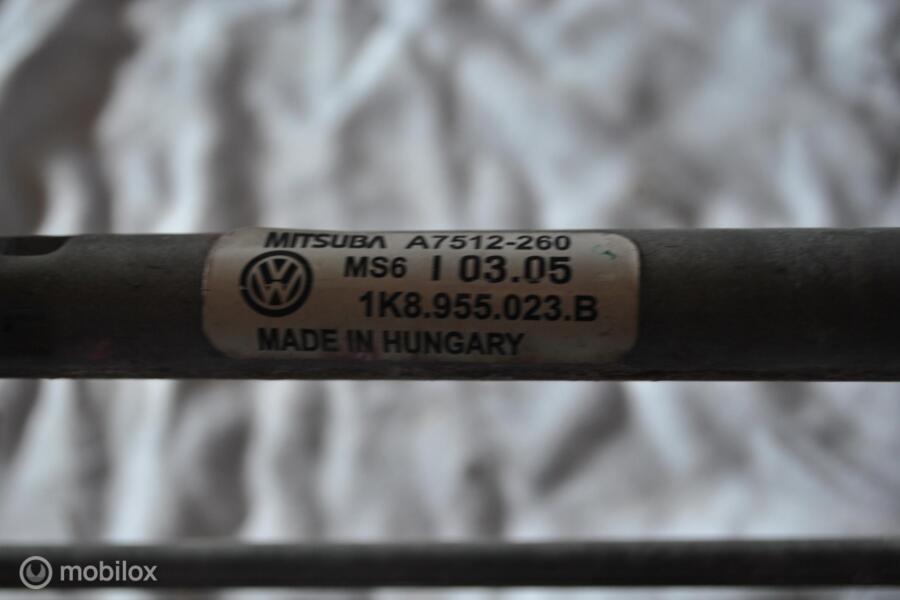 MITSUBA A7512-260
MS6 I 03.05
1K8.955.023.B
MADE IN HUNGARY
mobilox